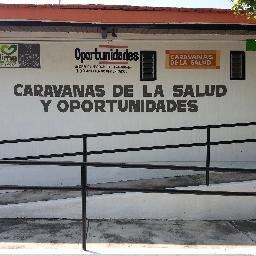 Oportunidades
CARAVANAS
DE LA SALUD
CARAVANAS DE LA SALUD
Y OPORTUNIDADES